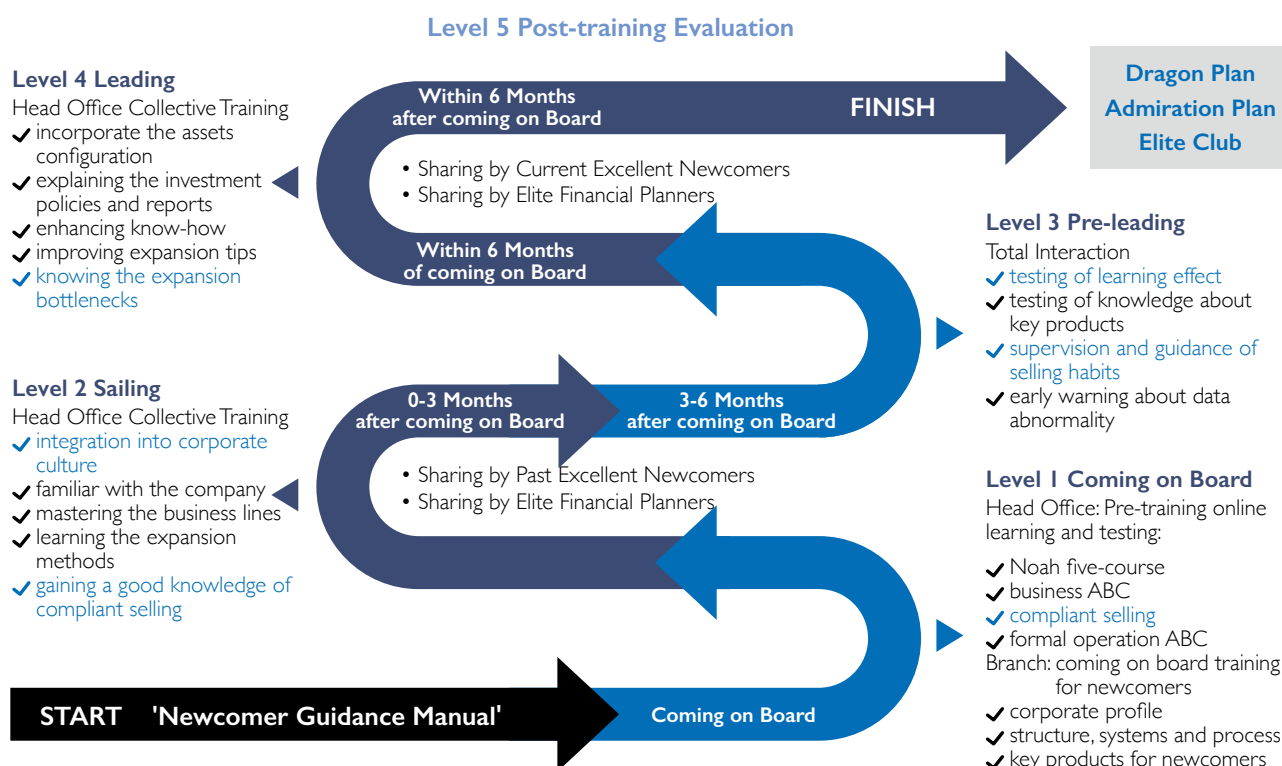 Level 5 Post-training Evaluation
Level 4 Leading
Head Office Collective Training
incorporate the assets
configuration
explaining the investment
policies and reports
enhancing know-how
improving expansion tips
knowing the expansion
bottlenecks
Within 6 Months
after coming on Board
FINISH
Dragon Plan
Admiration Plan
Elite Club
• Sharing by Current Excellent Newcomers
• Sharing by Elite Financial Planners
Within 6 Months
of coming on Board
Level 3 Pre-leading
Total Interaction
testing of learning effect
testing of knowledge about
key products
supervision and guidance of
selling habits
early warning about data
abnormality
Level 2 Sailing
Head Office Collective Training
integration into corporate
culture
familiar with the company
mastering the business lines
learning the expansion
methods
gaining a good knowledge of
compliant selling
0-3 Months
after coming on Board
3-6 Months
after coming on Board
• Sharing by Past Excellent Newcomers
• Sharing by Elite Financial Planners
Level 1 Coming on Board
Head Office: Pre-training online
learning and testing:
Noah five-course
business ABC
compliant selling
formal operation ABC
Branch: coming on board training
for newcomers
corporate profile
structure, systems and process
key products for newcomers
START 'Newcomer Guidance Manual'
Coming on Board